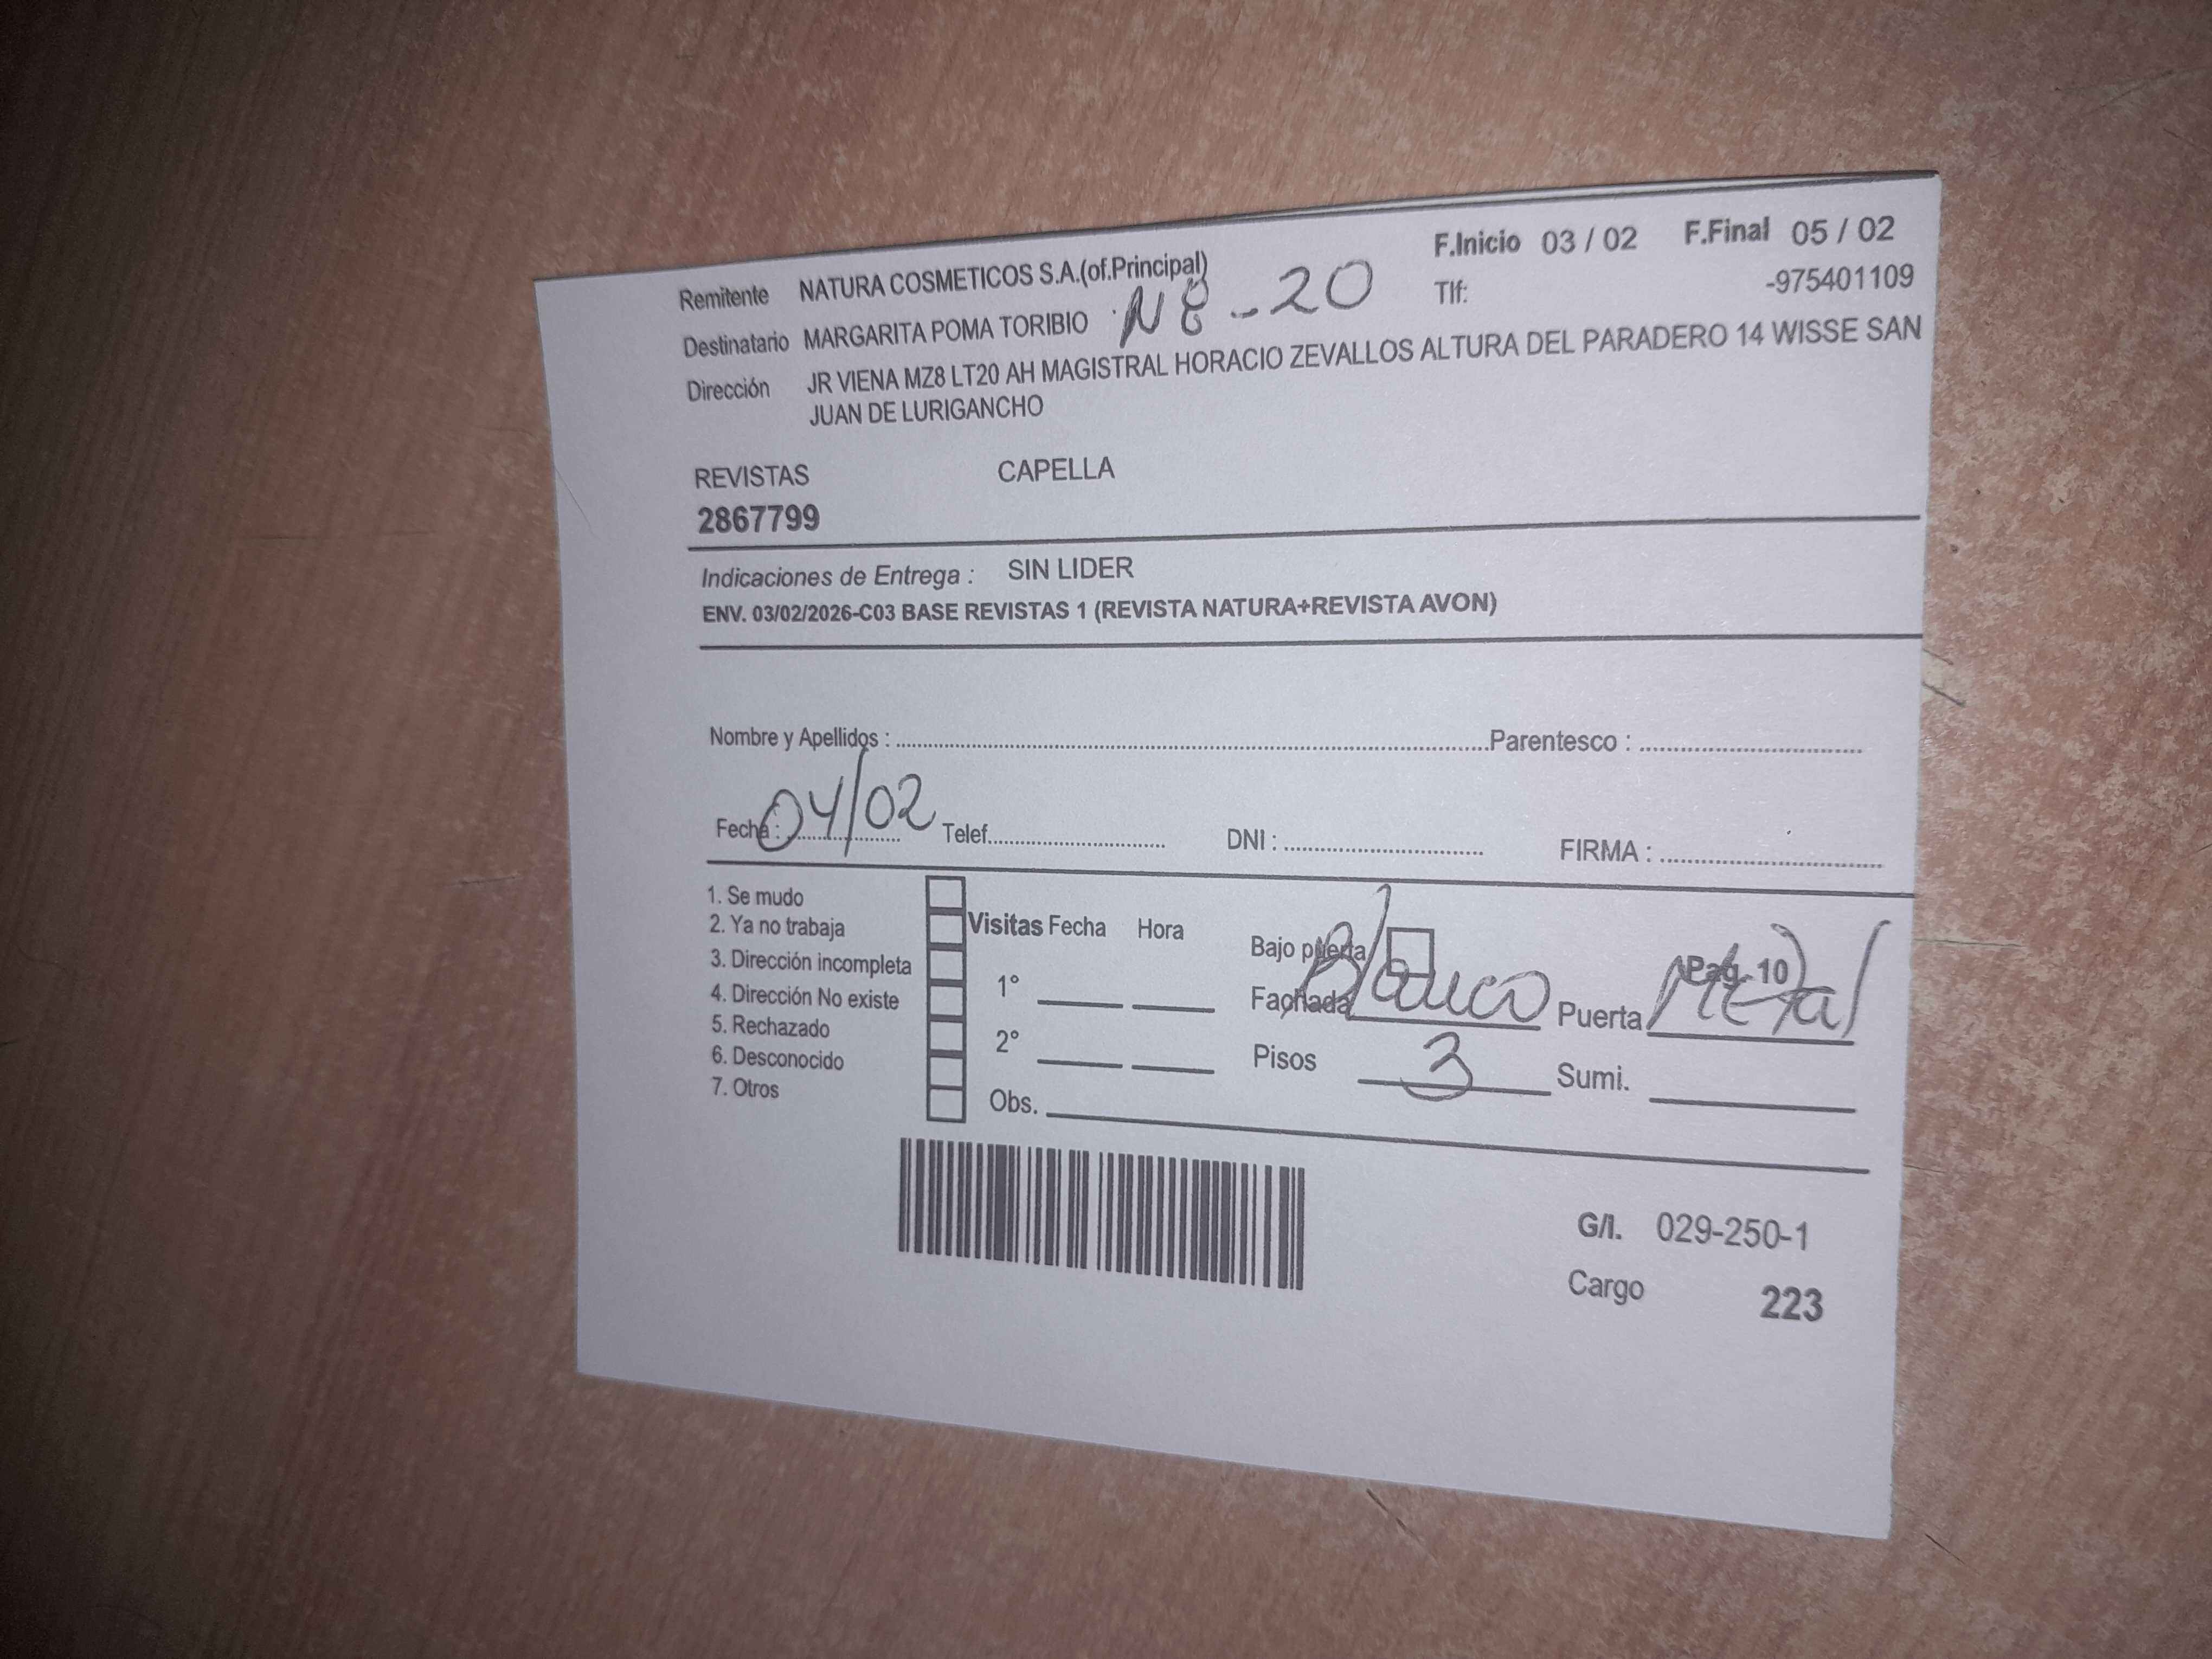 Remitente NATURA COSMETICOS S.A.(of.Principal) F.Inicio 03 / 02 F.Final 05 / 02
Destinatario MARGARITA POMA TORIBIO N8-20 Tlf: -975401109
Dirección JR VIENA MZ8 LT20 AH MAGISTRAL HORACIO ZEVALLOS ALTURA DEL PARADERO 14 WISSE SAN
JUAN DE LURIGANCHO
REVISTAS CAPELLA
2867799
Indicaciones de Entrega : SIN LIDER
ENV. 03/02/2026-C03 BASE REVISTAS 1 (REVISTA NATURA+REVISTA AVON)
Nombre y Apellidos : Parentesco :
Fecha : 04/02 Telef. DNI : FIRMA :
1. Se mudo
2. Ya no trabaja
3. Dirección incompleta
4. Dirección No existe
5. Rechazado
6. Desconocido
7. Otros
Visitas Fecha Hora
1°
2°
Obs.
Bajo puerta Pag. 10
Fachada Blanco Puerta Metal
Pisos 3 Sumi.
G/I. 029-250-1
Cargo 223